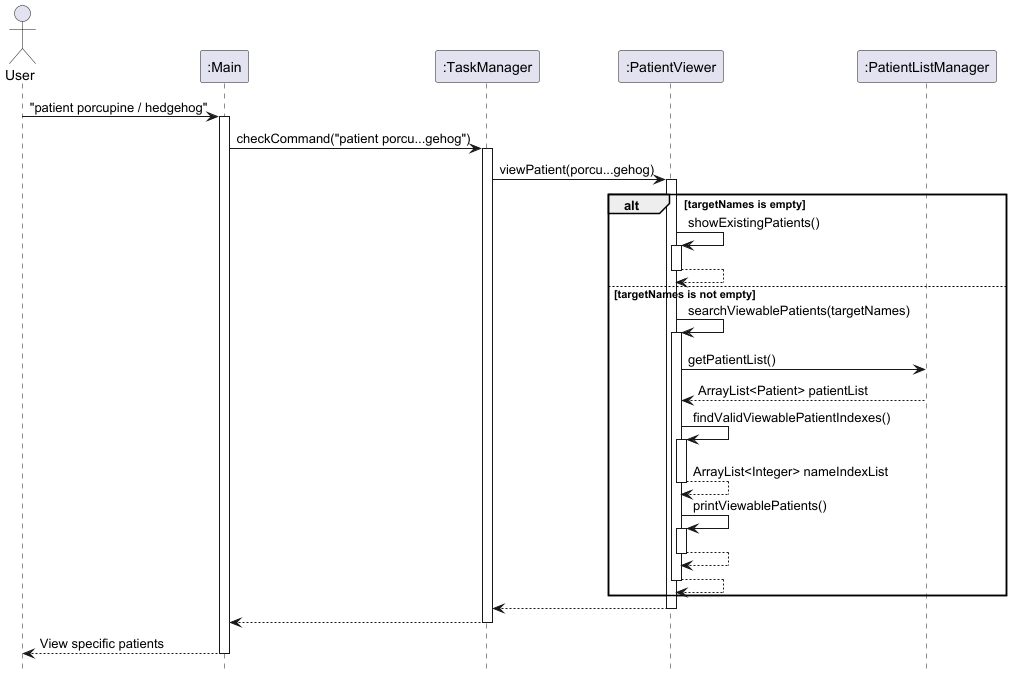 User
:Main
:TaskManager
:PatientViewer
:PatientListManager
"patient porcupine / hedgehog"
checkCommand("patient porcu...gehog")
viewPatient(porcu...gehog)
alt
[targetNames is empty]
showExistingPatients()
[targetNames is not empty]
searchViewablePatients(targetNames)
getPatientList()
ArrayList<Patient> patientList
findValidViewablePatientIndexes()
ArrayList<Integer> nameIndexList
printViewablePatients()
View specific patients